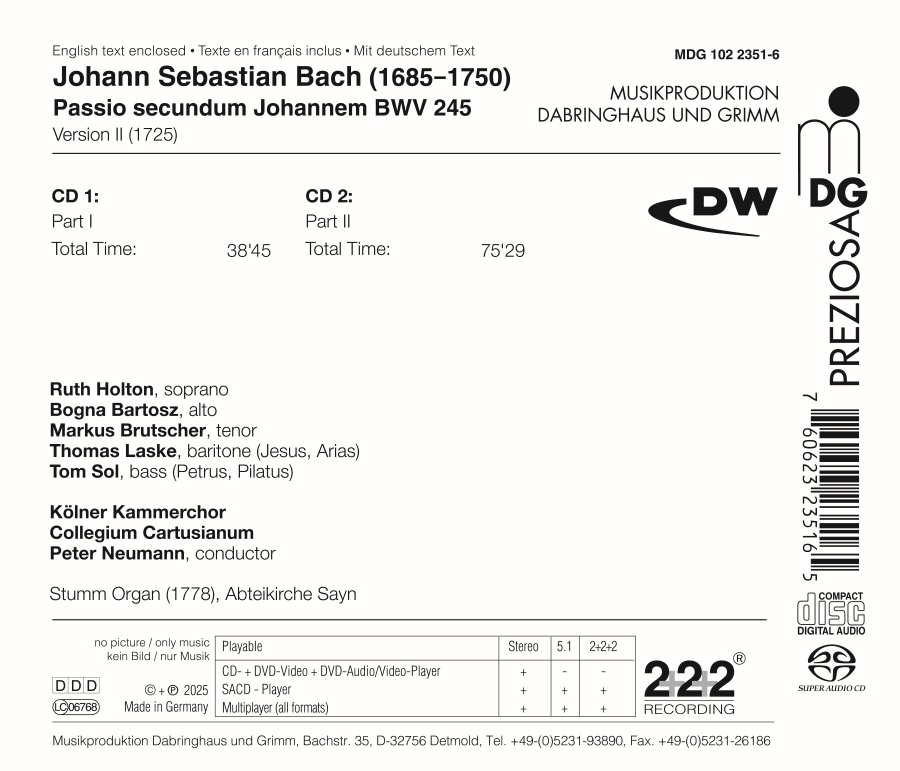 English text enclosed • Texte en français inclus • Mit deutschem Text
MDG 102 2351-6
Johann Sebastian Bach (1685–1750)
Passio secundum Johannem BWV 245
Version II (1725)
MUSIKPRODUKTION
DABRINGHAUS UND GRIMM
MDG
PREZIOSA
CD 1:
Part I
Total Time: 38'45
CD 2:
Part II
Total Time: 75'29
DW
Ruth Holton, soprano
Bogna Bartosz, alto
Markus Brutscher, tenor
Thomas Laske, baritone (Jesus, Arias)
Tom Sol, bass (Petrus, Pilatus)
Kölner Kammerchor
Collegium Cartusianum
Peter Neumann, conductor
Stumm Organ (1778), Abteikirche Sayn
7 60623 23516 5
COMPACT
disc
DIGITAL AUDIO
SUPER AUDIO CD
no picture / only music
kein Bild / nur Musik
DDD
LC 06768
© + ℗ 2025
Made in Germany
Playable Stereo 5.1 2+2+2
CD- + DVD-Video + DVD-Audio/Video-Player + - -
SACD - Player + + +
Multiplayer (all formats) + + +
2+2+2®
RECORDING
Musikproduktion Dabringhaus und Grimm, Bachstr. 35, D-32756 Detmold, Tel. +49-(0)5231-93890, Fax. +49-(0)5231-26186